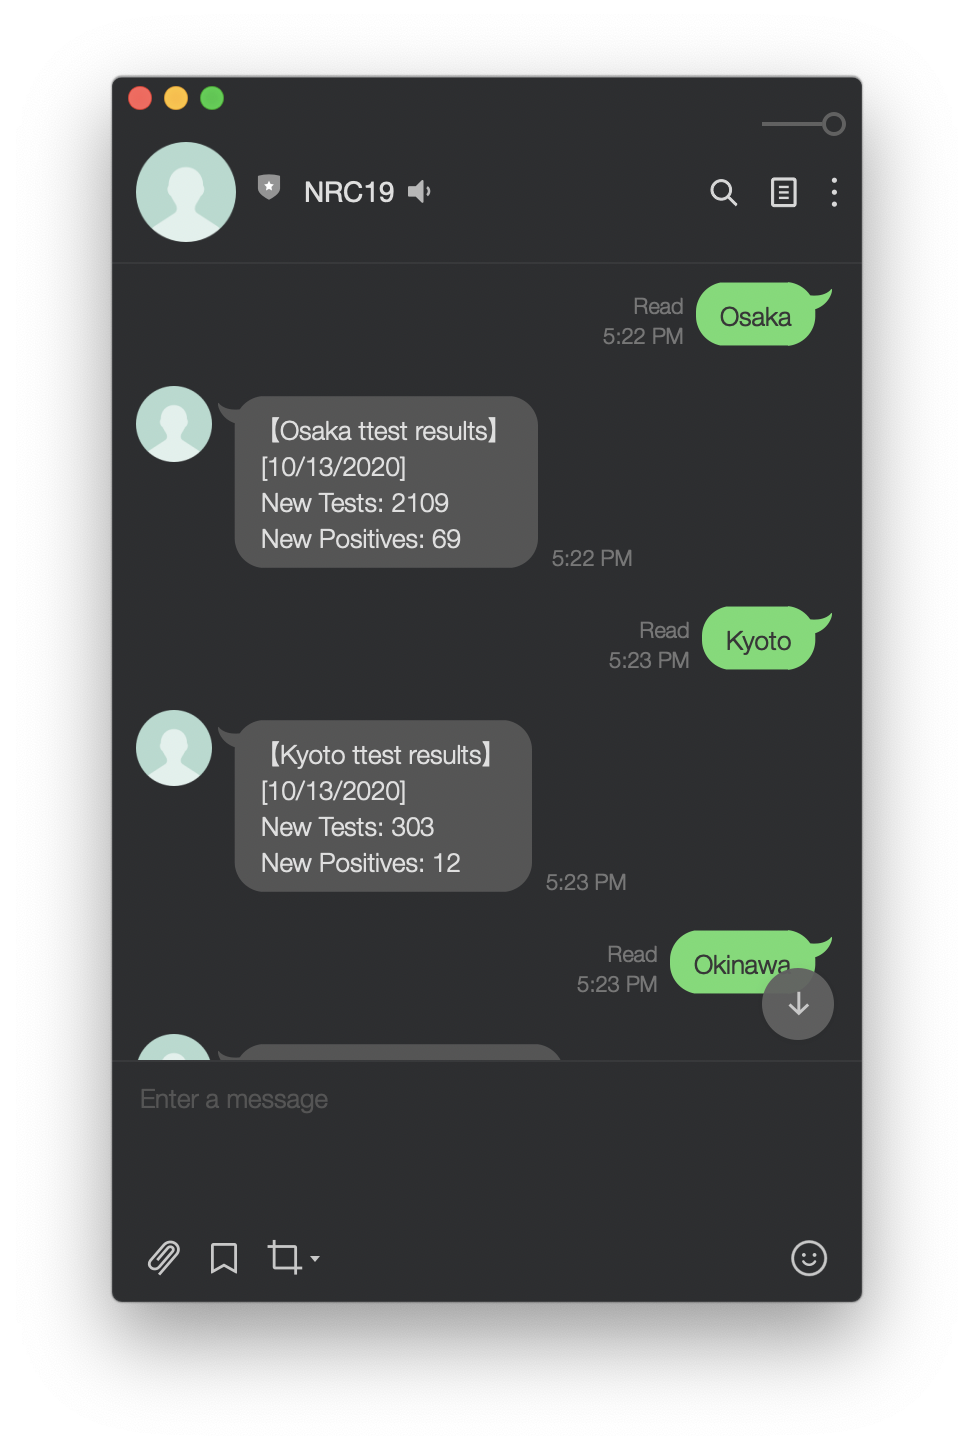 NRC19
Osaka
Read
5:22 PM
【Osaka ttest results】
[10/13/2020]
New Tests: 2109
New Positives: 69
5:22 PM
Kyoto
Read
5:23 PM
【Kyoto ttest results】
[10/13/2020]
New Tests: 303
New Positives: 12
5:23 PM
Okinawa
Read
5:23 PM
Enter a message